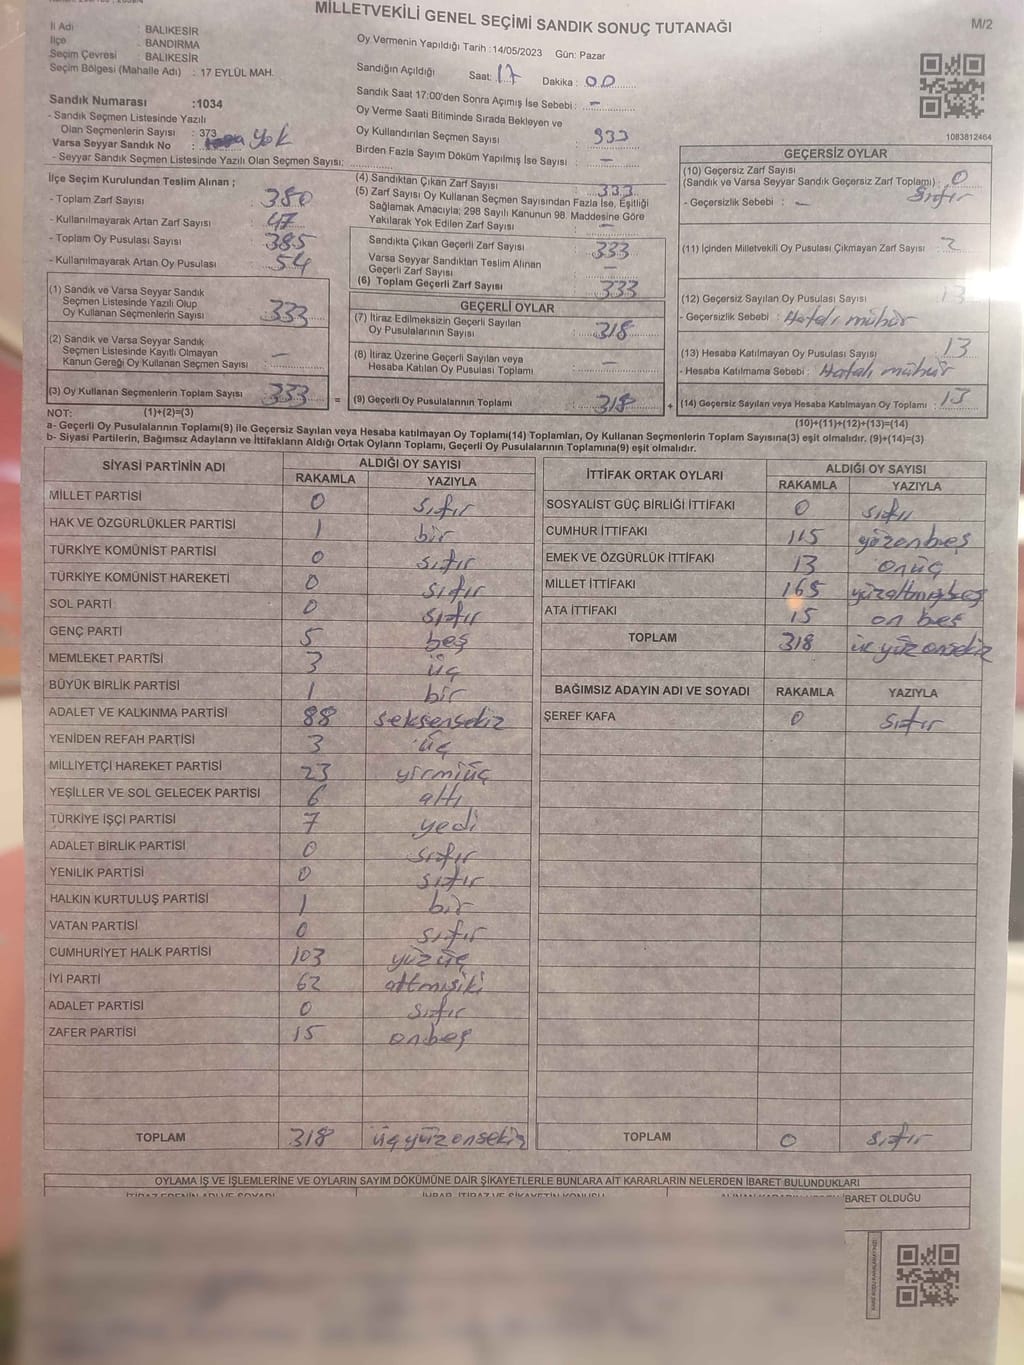 MİLLETVEKİLİ GENEL SEÇİMİ SANDIK SONUÇ TUTANAĞI
M/2
İl Adı : BALIKESİR
İlçe : BANDIRMA
Seçim Çevresi : BALIKESİR
Seçim Bölgesi (Mahalle Adı) : 17 EYLÜL MAH.
Oy Vermenin Yapıldığı Tarih : 14/05/2023 Gün: Pazar
Sandığın Açıldığı Saat: 17 Dakika : 00
Sandık Saat 17:00'den Sonra Açımış İse Sebebi : –
Oy Verme Saati Bitiminde Sırada Bekleyen ve
Oy Kullandırılan Seçmen Sayısı : 333
Birden Fazla Sayım Döküm Yapılmış İse Sayısı : –
1083812464
Sandık Numarası :1034
- Sandık Seçmen Listesinde Yazılı
Olan Seçmenlerin Sayısı : 373
Varsa Seyyar Sandık No : yok
- Seyyar Sandık Seçmen Listesinde Yazılı Olan Seçmen Sayısı:
İlçe Seçim Kurulundan Teslim Alınan ;
- Toplam Zarf Sayısı : 380
- Kullanılmayarak Artan Zarf Sayısı : 47
- Toplam Oy Pusulası Sayısı : 385
- Kullanılmayarak Artan Oy Pusulası : 54
(1) Sandık ve Varsa Seyyar Sandık
Seçmen Listesinde Yazılı Olup
Oy Kullanan Seçmenlerin Sayısı : 333
(2) Sandık ve Varsa Seyyar Sandık
Seçmen Listesinde Kayıtlı Olmayan
Kanun Gereği Oy Kullanan Seçmen Sayısı : –
(3) Oy Kullanan Seçmenlerin Toplam Sayısı : 333 =
(4) Sandıktan Çıkan Zarf Sayısı : 333
(5) Zarf Sayısı Oy Kullanan Seçmen Sayısından Fazla İse, Eşitliği
Sağlamak Amacıyla; 298 Sayılı Kanunun 98. Maddesine Göre
Yakılarak Yok Edilen Zarf Sayısı : –
Sandıkta Çıkan Geçerli Zarf Sayısı : 333
Varsa Seyyar Sandıktan Teslim Alınan
Geçerli Zarf Sayısı : –
(6) Toplam Geçerli Zarf Sayısı : 333
GEÇERLİ OYLAR
(7) İtiraz Edilmeksizin Geçerli Sayılan
Oy Pusulalarının Sayısı : 318
(8) İtiraz Üzerine Geçerli Sayılan veya
Hesaba Katılan Oy Pusulası Toplamı : –
(9) Geçerli Oy Pusulalarının Toplamı : 318 +
GEÇERSİZ OYLAR
(10) Geçersiz Zarf Sayısı
(Sandık ve Varsa Seyyar Sandık Geçersiz Zarf Toplamı) : 0
- Geçersizlik Sebebi : – Sıfır
(11) İçinden Milletvekili Oy Pusulası Çıkmayan Zarf Sayısı : 2
(12) Geçersiz Sayılan Oy Pusulası Sayısı : 13
- Geçersizlik Sebebi : Hatalı mühür
(13) Hesaba Katılmayan Oy Pusulası Sayısı : 13
- Hesaba Katılmama Sebebi : Hatalı mühür
(14) Geçersiz Sayılan veya Hesaba Katılmayan Oy Toplamı : 13
NOT: (1)+(2)=(3) (10)+(11)+(12)+(13)=(14)
a- Geçerli Oy Pusulalarının Toplamı(9) ile Geçersiz Sayılan veya Hesaba katılmayan Oy Toplamı(14) Toplamları, Oy Kullanan Seçmenlerin Toplam Sayısına(3) eşit olmalıdır. (9)+(14)=(3)
b- Siyasi Partilerin, Bağımsız Adayların ve İttifakların Aldığı Ortak Oyların Toplamı, Geçerli Oy Pusulalarının Toplamına(9) eşit olmalıdır.
SİYASİ PARTİNİN ADI ALDIĞI OY SAYISI
RAKAMLA YAZIYLA
MİLLET PARTİSİ 0 sıfır
HAK VE ÖZGÜRLÜKLER PARTİSİ 1 bir
TÜRKİYE KOMÜNİST PARTİSİ 0 sıfır
TÜRKİYE KOMÜNİST HAREKETİ 0 sıfır
SOL PARTİ 0 sıfır
GENÇ PARTİ 5 beş
MEMLEKET PARTİSİ 3 üç
BÜYÜK BİRLİK PARTİSİ 1 bir
ADALET VE KALKINMA PARTİSİ 88 seksensekiz
YENİDEN REFAH PARTİSİ 3 üç
MİLLİYETÇİ HAREKET PARTİSİ 23 yirmiüç
YEŞİLLER VE SOL GELECEK PARTİSİ 6 altı
TÜRKİYE İŞÇİ PARTİSİ 7 yedi
ADALET BİRLİK PARTİSİ 0 sıfır
YENİLİK PARTİSİ 0 sıfır
HALKIN KURTULUŞ PARTİSİ 1 bir
VATAN PARTİSİ 0 sıfır
CUMHURİYET HALK PARTİSİ 103 yüzüç
İYİ PARTİ 62 altmışiki
ADALET PARTİSİ 0 sıfır
ZAFER PARTİSİ 15 onbeş
TOPLAM 318 üçyüzonsekiz
İTTİFAK ORTAK OYLARI ALDIĞI OY SAYISI
RAKAMLA YAZIYLA
SOSYALİST GÜÇ BİRLİĞİ İTTİFAKI 0 sıfır
CUMHUR İTTİFAKI 115 yüzonbeş
EMEK VE ÖZGÜRLÜK İTTİFAKI 13 onüç
MİLLET İTTİFAKI 165 yüzaltmışbeş
ATA İTTİFAKI 15 on beş
TOPLAM 318 üç yüz onsekiz
BAĞIMSIZ ADAYIN ADI VE SOYADI RAKAMLA YAZIYLA
ŞEREF KAFA 0 sıfır
TOPLAM 0 sıfır
OYLAMA İŞ VE İŞLEMLERİNE VE OYLARIN SAYIM DÖKÜMÜNE DAİR ŞİKAYETLERLE BUNLARA AİT KARARLARIN NELERDEN İBARET BULUNDUKLARI
İTİRAZ EDENİN ADI VE SOYADI İHBAR, İTİRAZ VE ŞİKAYETİN KONUSU İBARET OLDUĞU